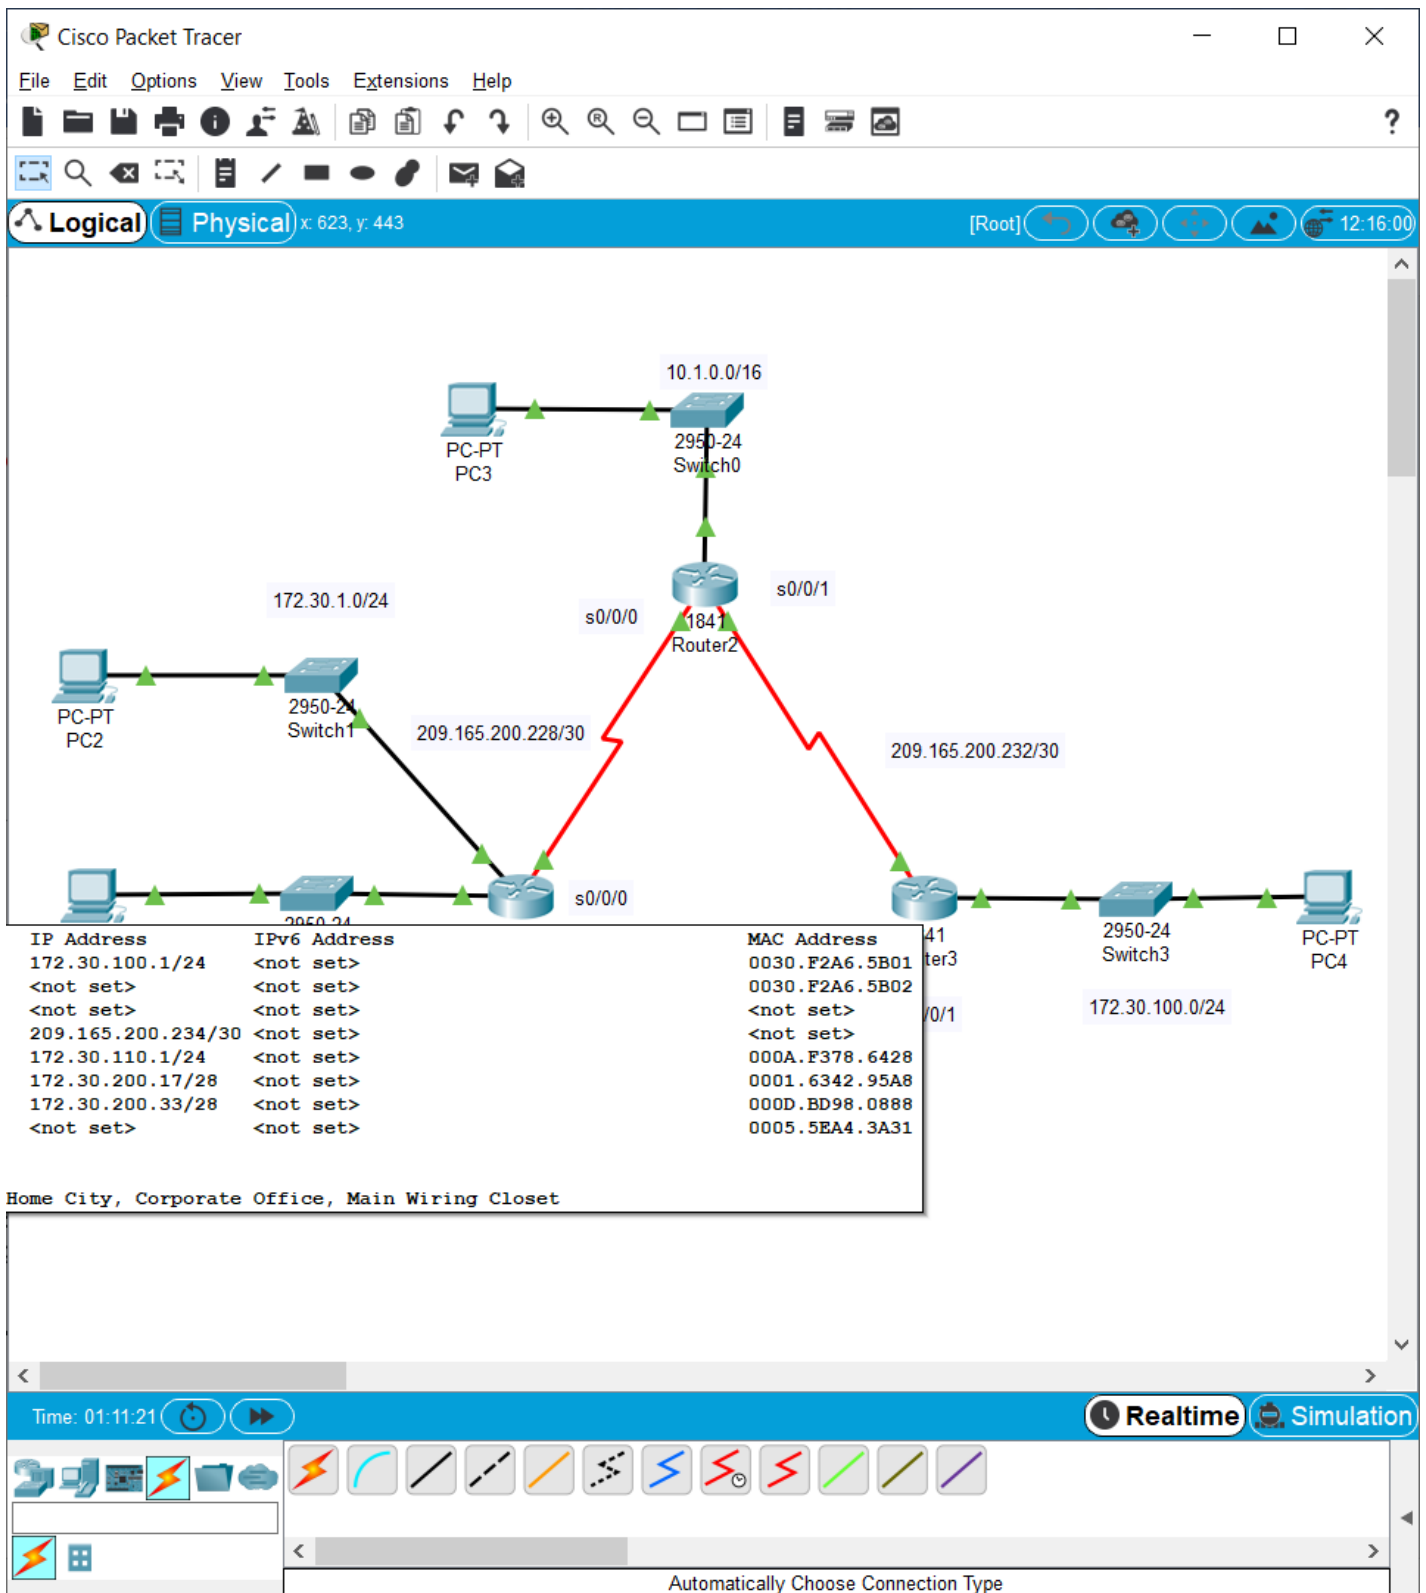 Cisco Packet Tracer
File Edit Options View Tools Extensions Help
?
Logical Physical x: 623, y: 443 [Root] 12:16:00
10.1.0.0/16
PC-PT
PC3
2950-24
Switch0
172.30.1.0/24
s0/0/0
s0/0/1
1841
Router2
PC-PT
PC2
2950-24
Switch1
209.165.200.228/30
209.165.200.232/30
s0/0/0
2950-24
41
ter3
/0/1
2950-24
Switch3
PC-PT
PC4
172.30.100.0/24
IP Address IPv6 Address MAC Address
172.30.100.1/24 <not set> 0030.F2A6.5B01
<not set> <not set> 0030.F2A6.5B02
<not set> <not set> <not set>
209.165.200.234/30 <not set> <not set>
172.30.110.1/24 <not set> 000A.F378.6428
172.30.200.17/28 <not set> 0001.6342.95A8
172.30.200.33/28 <not set> 000D.BD98.0888
<not set> <not set> 0005.5EA4.3A31
Home City, Corporate Office, Main Wiring Closet
Time: 01:11:21 Realtime Simulation
Automatically Choose Connection Type